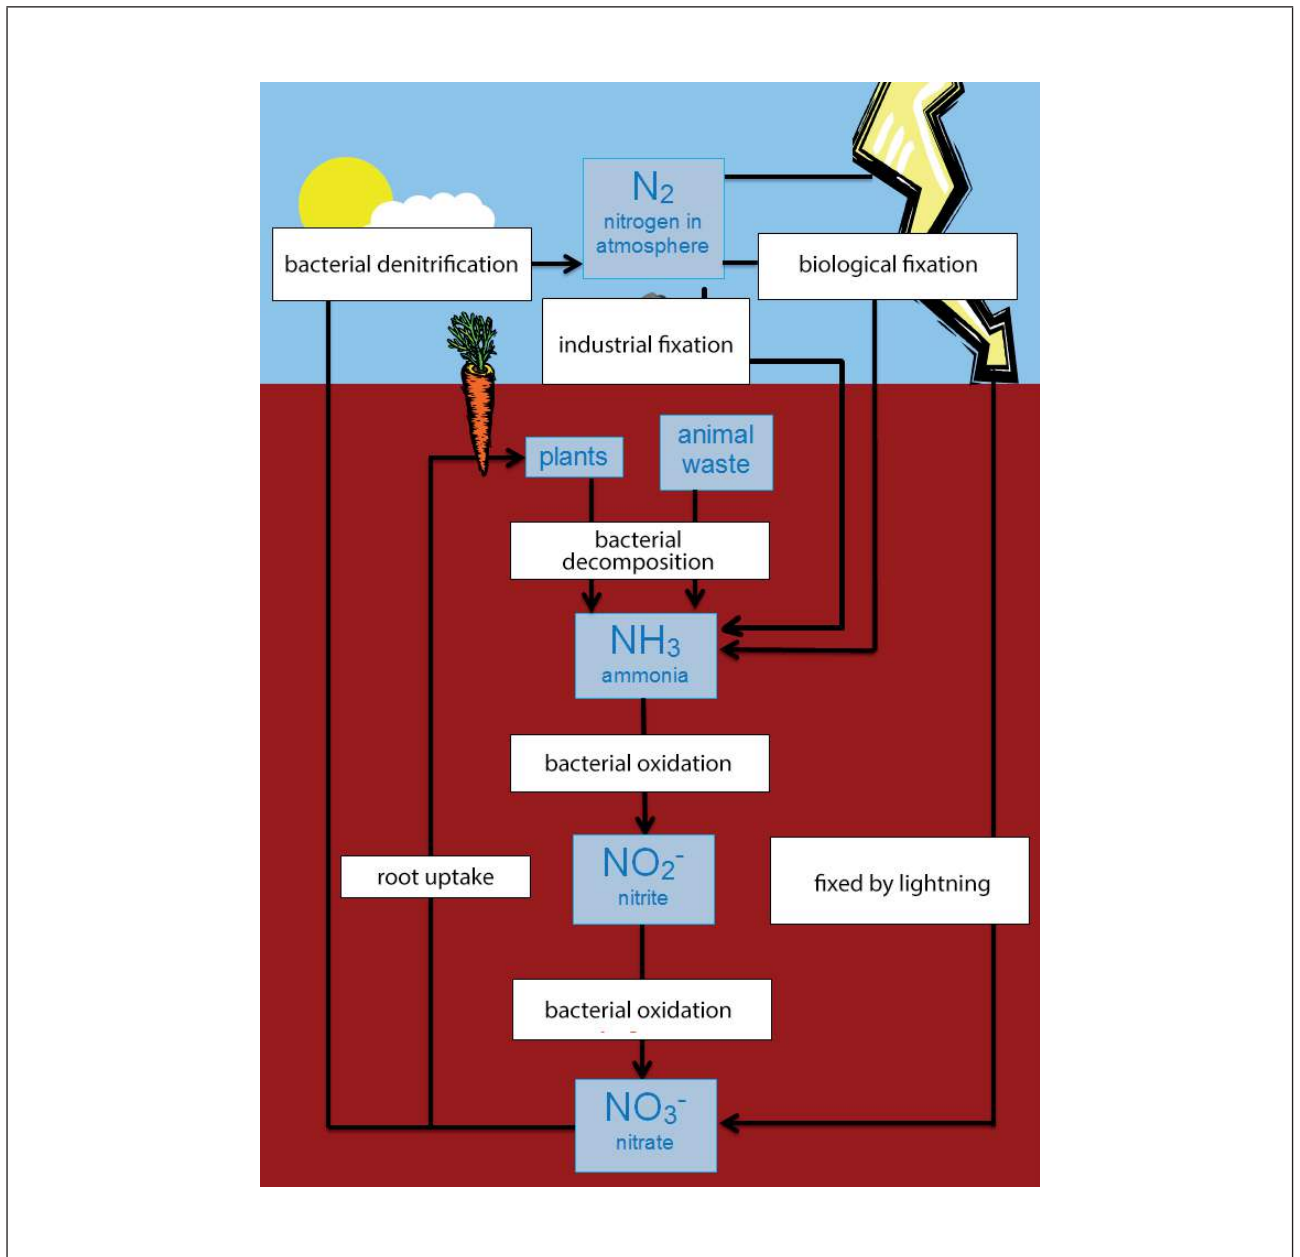 N₂
nitrogen in
atmosphere
bacterial denitrification
biological fixation
industrial fixation
plants
animal
waste
bacterial
decomposition
NH₃
ammonia
bacterial oxidation
NO₂⁻
nitrite
root uptake
fixed by lightning
bacterial oxidation
NO₃⁻
nitrate